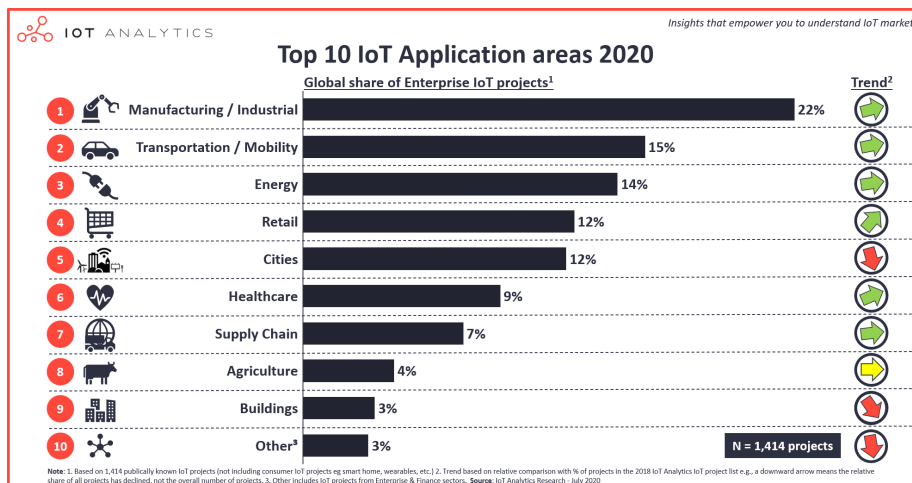 Insights that empower you to understand IoT market
IOT ANALYTICS
Top 10 IoT Application areas 2020
Global share of Enterprise IoT projects¹
Trend²
1 Manufacturing / Industrial 22%
2 Transportation / Mobility 15%
3 Energy 14%
4 Retail 12%
5 Cities 12%
6 Healthcare 9%
7 Supply Chain 7%
8 Agriculture 4%
9 Buildings 3%
10 Other³ 3%
N = 1,414 projects
Note: 1. Based on 1,414 publically known IoT projects (not including consumer IoT projects eg smart home, wearables, etc.) 2. Trend based on relative comparison with % of projects in the 2018 IoT Analytics IoT project list e.g., a downward arrow means the relative
share of all projects has declined, not the overall number of projects. 3. Other includes IoT projects from Enterprise & Finance sectors. Source: IoT Analytics Research - July 2020